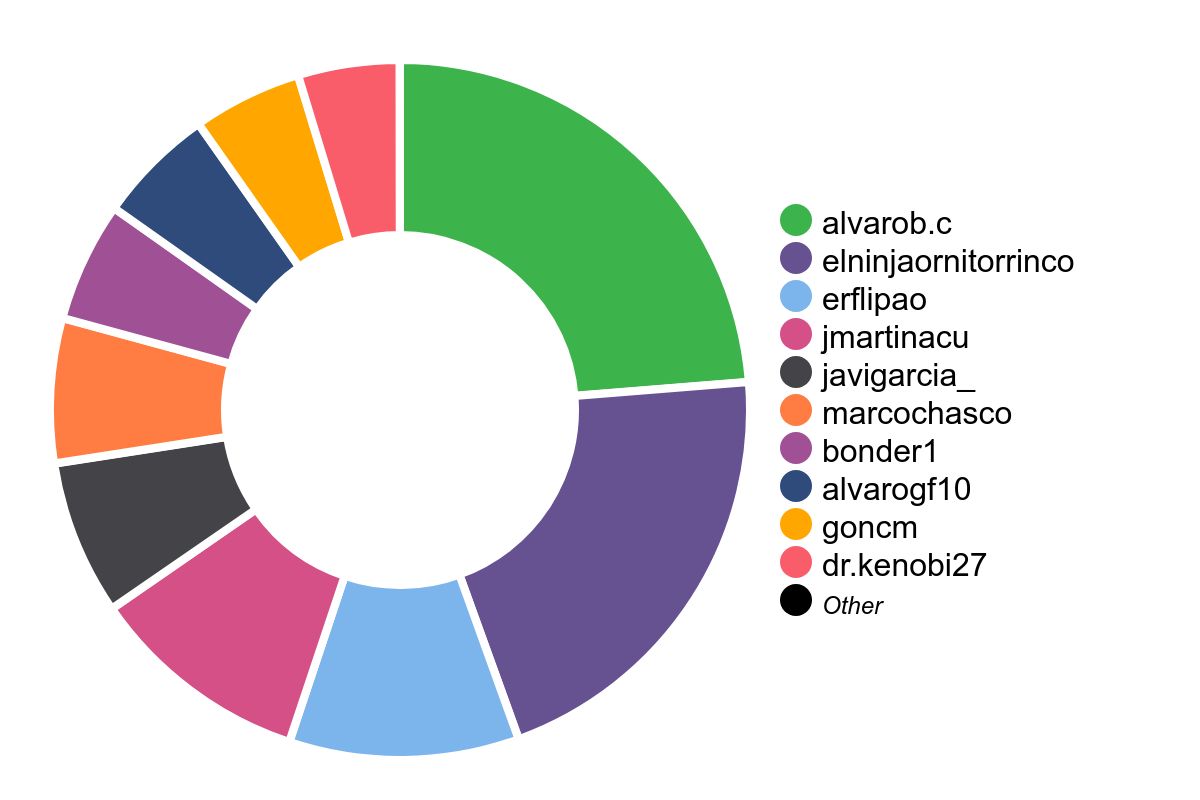 alvarob.c
elninjaornitorrinco
erflipao
jmartinacu
javigarcia_
marcochasco
bonder1
alvarogf10
goncm
dr.kenobi27
Other